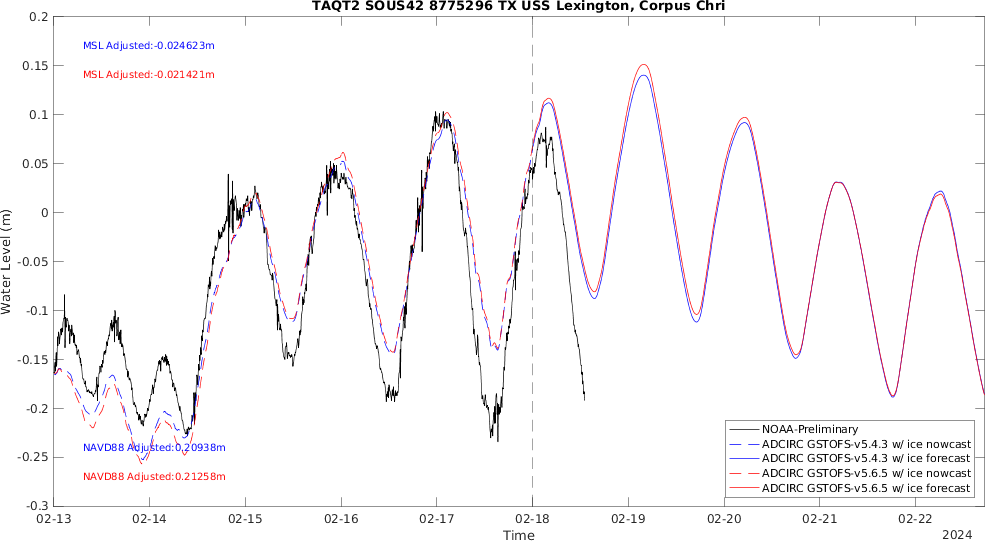 TAQT2 SOUS42 8775296 TX USS Lexington, Corpus Chri
0.2
0.15
0.1
0.05
0
-0.05
-0.1
-0.15
-0.2
-0.25
-0.3
Water Level (m)
MSL Adjusted:-0.024623m
MSL Adjusted:-0.021421m
NAVD88 Adjusted:0.20938m
NAVD88 Adjusted:0.21258m
NOAA-Preliminary
ADCIRC GSTOFS-v5.4.3 w/ ice nowcast
ADCIRC GSTOFS-v5.4.3 w/ ice forecast
ADCIRC GSTOFS-v5.6.5 w/ ice nowcast
ADCIRC GSTOFS-v5.6.5 w/ ice forecast
02-13 02-14 02-15 02-16 02-17 02-18 02-19 02-20 02-21 02-22
Time
2024